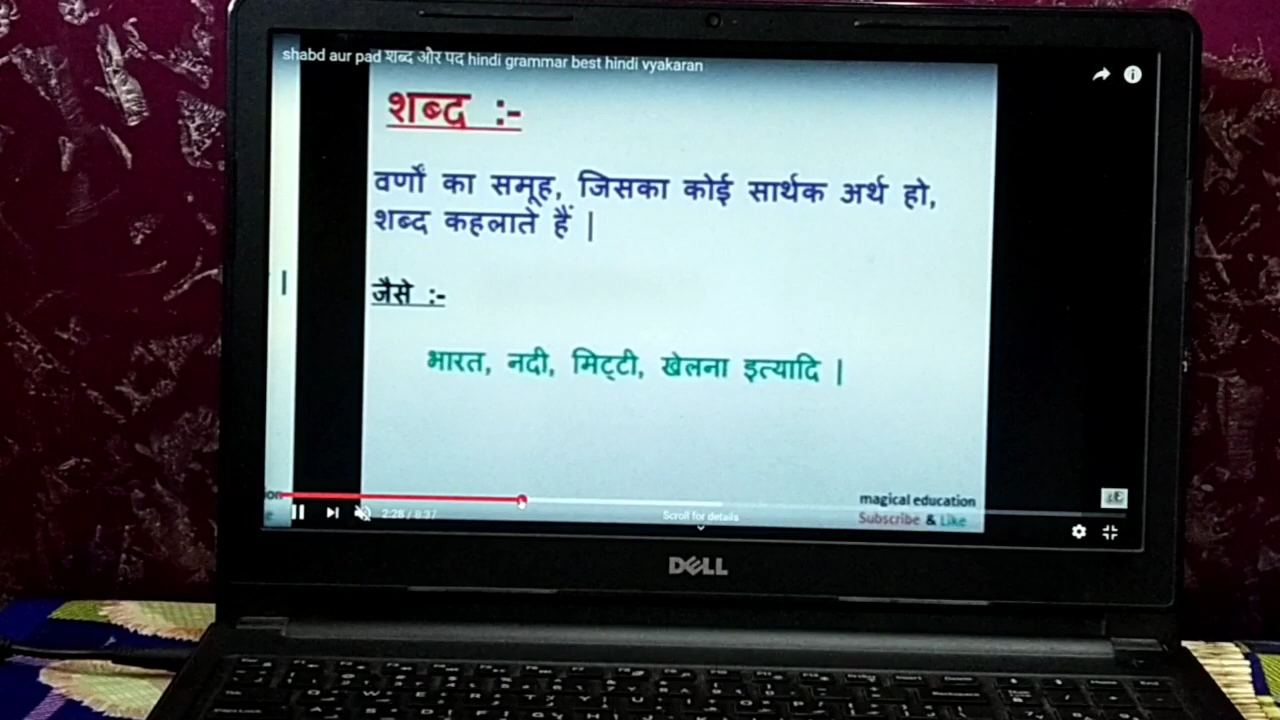 shabd aur pad शब्द और पद hindi grammar best hindi vyakaran
शब्द :-
वर्णों का समूह, जिसका कोई सार्थक अर्थ हो,
शब्द कहलाते हैं |
जैसे :-
भारत, नदी, मिट्टी, खेलना इत्यादि |
magical education
Subscribe & Like
2:28 / 8:37
Scroll for details
DELL